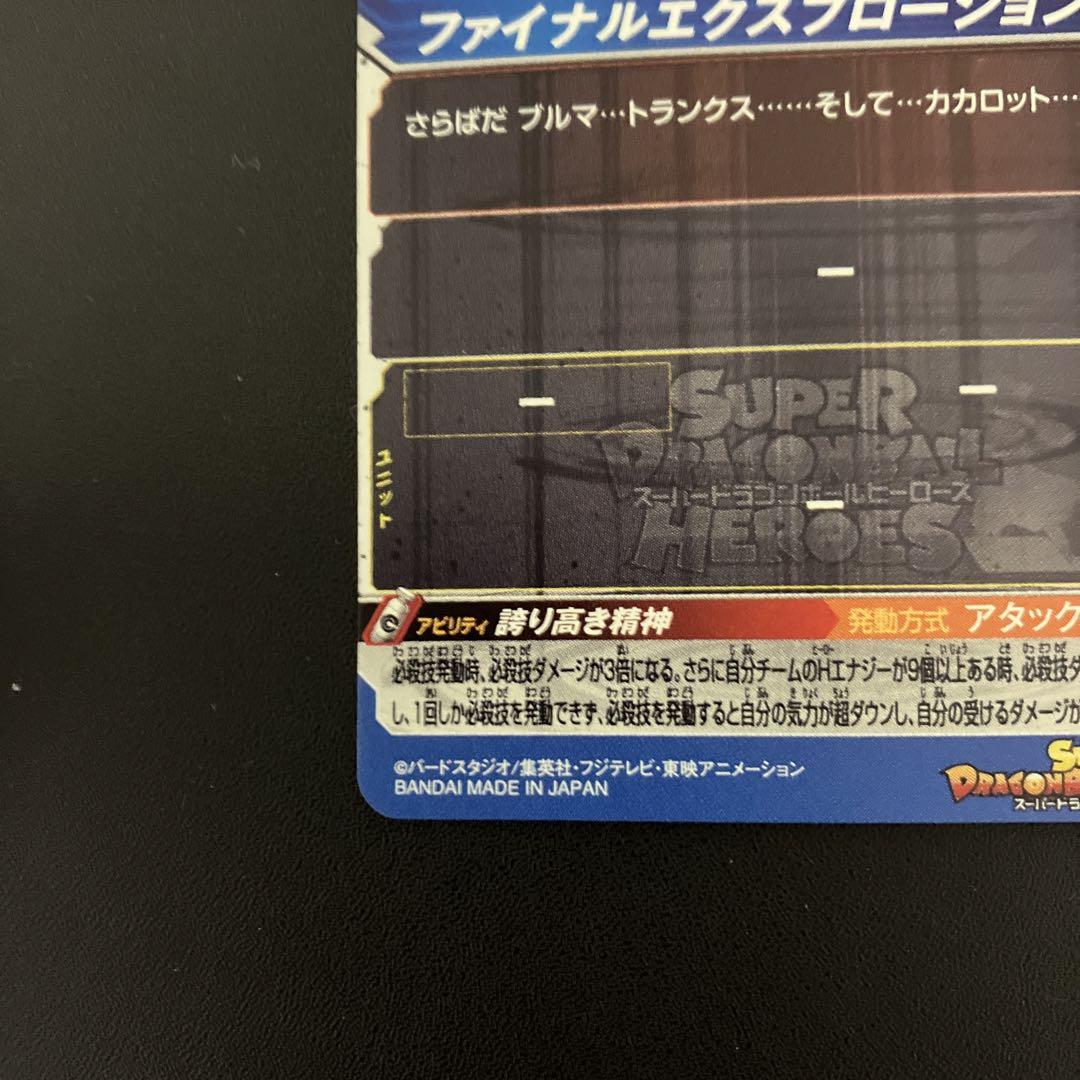 ファイナルエクスプロージョン
さらばだ ブルマ…トランクス……そして…カカロット…
SUPER
DRAGON BALL
スーパードラゴンボールヒーローズ
HEROES
ユニット
アビリティ 誇り高き精神 発動方式 アタック
必殺技発動時、必殺技ダメージが3倍になる。さらに自分チームのHエナジーが9個以上ある時、必殺技ダ
し、1回しか必殺技を発動できず、必殺技を発動すると自分の気力が超ダウンし、自分の受けるダメージが
©バードスタジオ/集英社・フジテレビ・東映アニメーション
BANDAI MADE IN JAPAN
DRAGON
スーパードラ